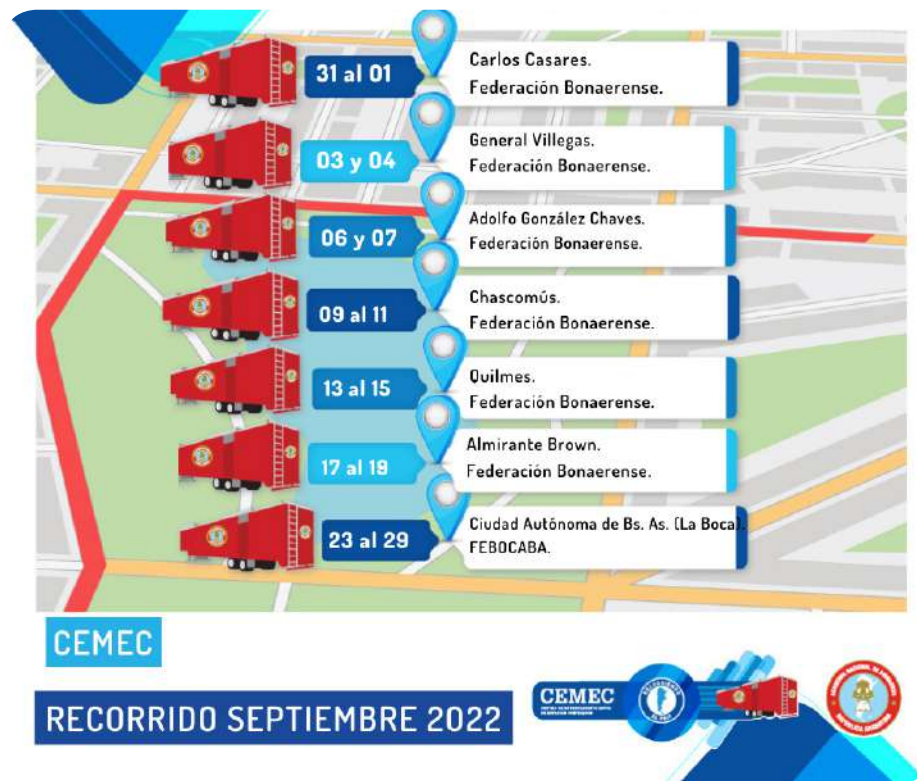 31 al 01
Carlos Casares.
Federación Bonaerense.
03 y 04
General Villegas.
Federación Bonaerense.
06 y 07
Adolfo González Chaves.
Federación Bonaerense.
09 al 11
Chascomús.
Federación Bonaerense.
13 al 15
Quilmes.
Federación Bonaerense.
17 al 19
Almirante Brown.
Federación Bonaerense.
23 al 29
Ciudad Autónoma de Bs. As. (La Boca).
FEBOCABA.
CEMEC
RECORRIDO SEPTIEMBRE 2022
CEMEC